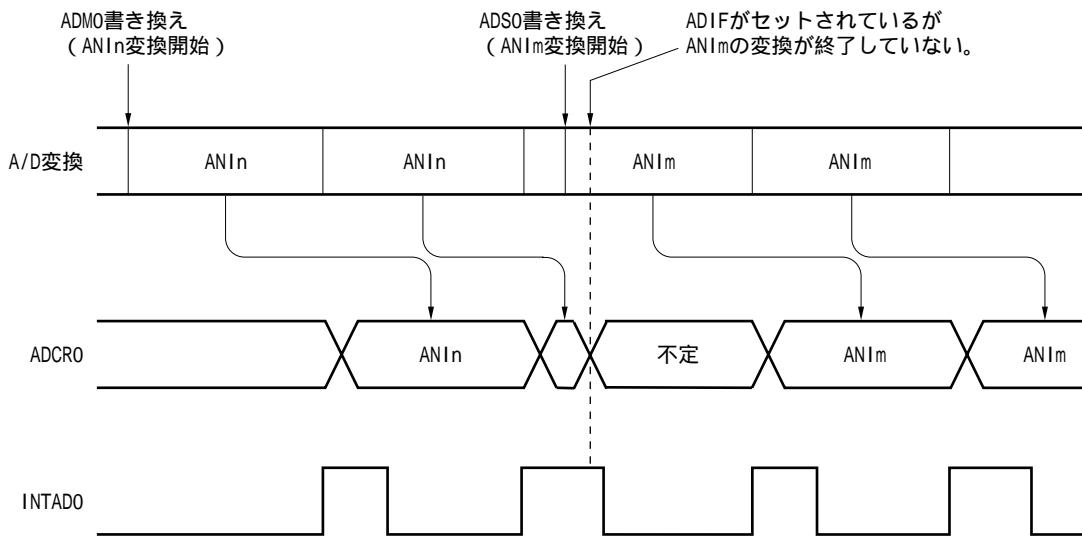 ADM0書き換え
（ANIn変換開始）
ADS0書き換え
（ANIm変換開始）
ADIFがセットされているが
ANImの変換が終了していない。
A/D変換
ANIn
ANIn
ANIm
ANIm
ADCR0
ANIn
不定
ANIm
ANIm
INTAD0